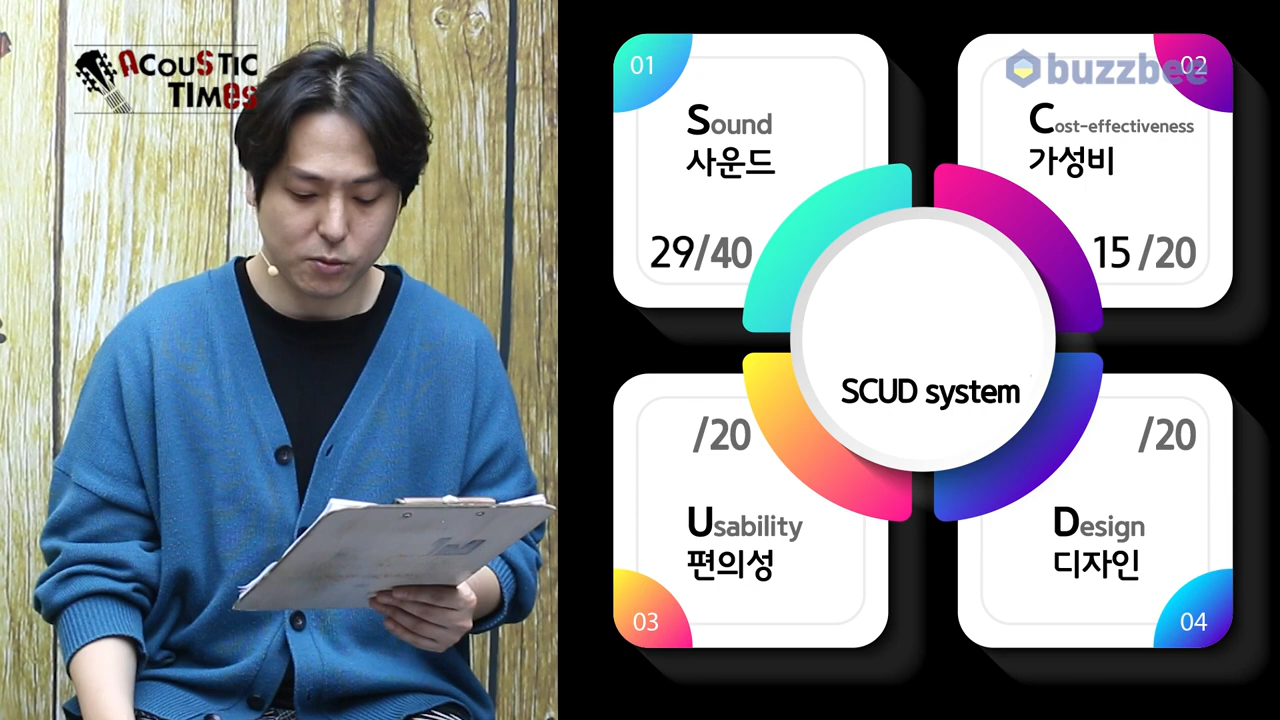 ACOUSTIC
TIMES
01
Sound
사운드
29/40
buzzbee
02
Cost-effectiveness
가성비
15 /20
SCUD system
/20
Usability
편의성
03
/20
Design
디자인
04